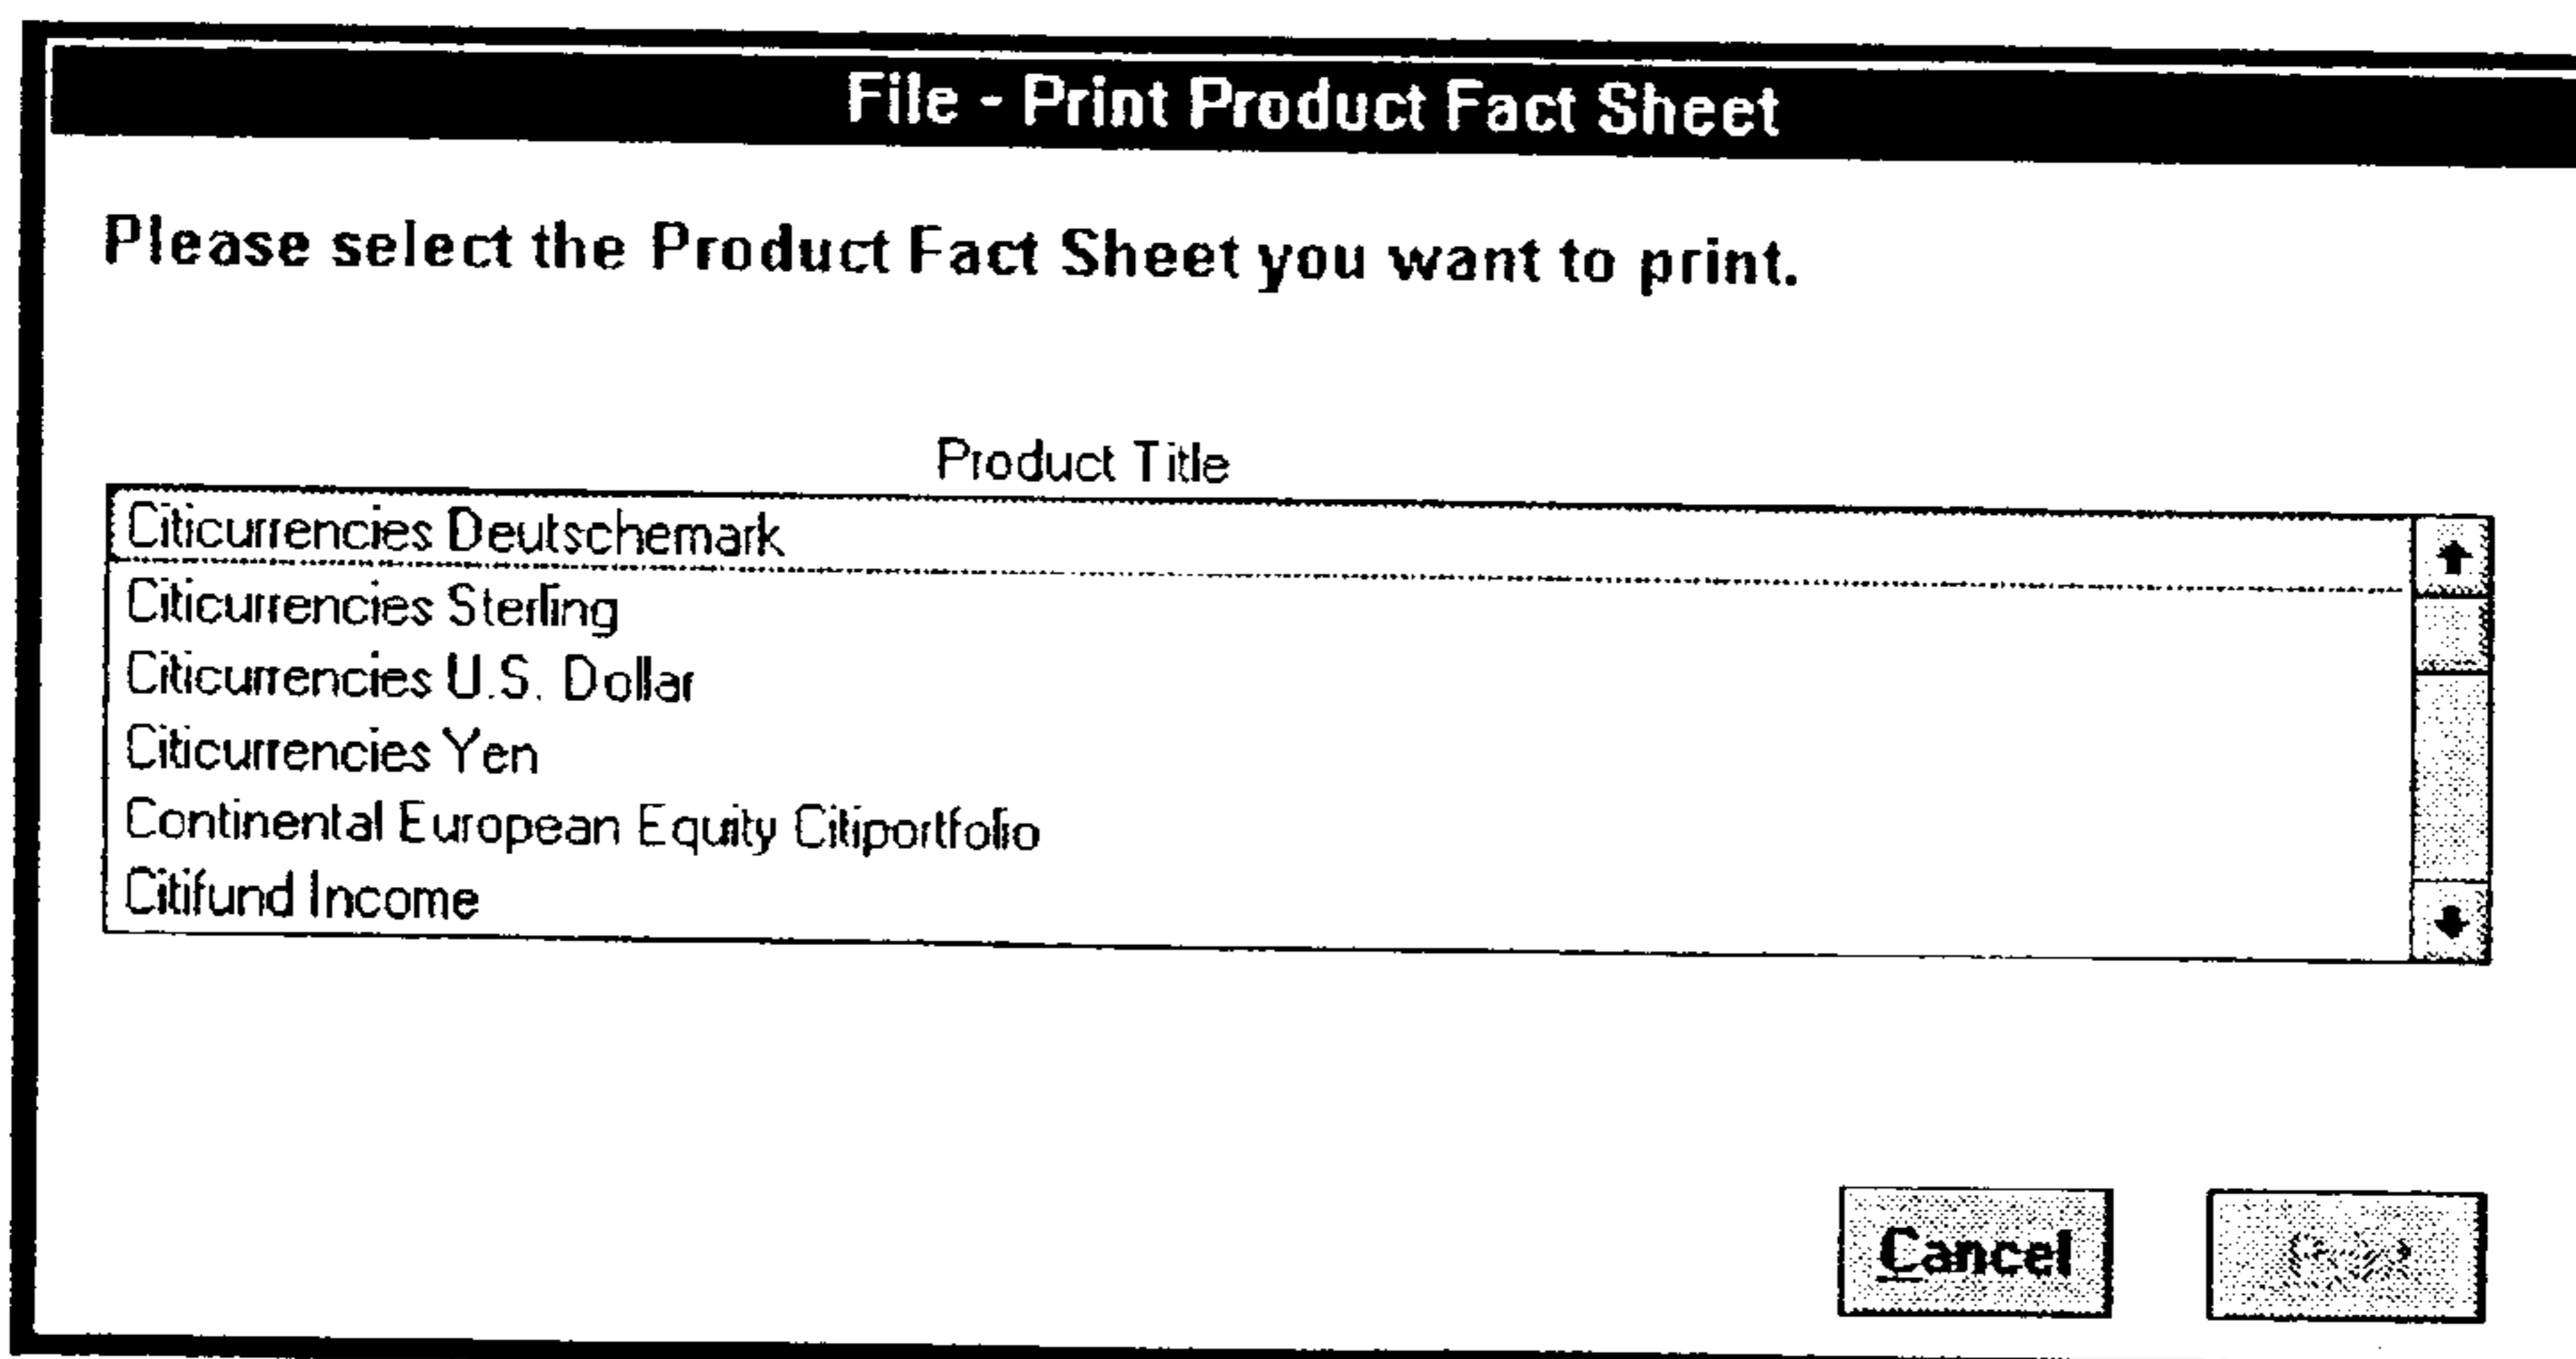 File - Print Product Fact Sheet
Please select the Product Fact Sheet you want to print.
Product Title
Citicurrencies Deutschemark
Citicurrencies Sterling
Citicurrencies U.S. Dollar
Citicurrencies Yen
Continental European Equity Citiportfolio
Citifund Income
Cancel